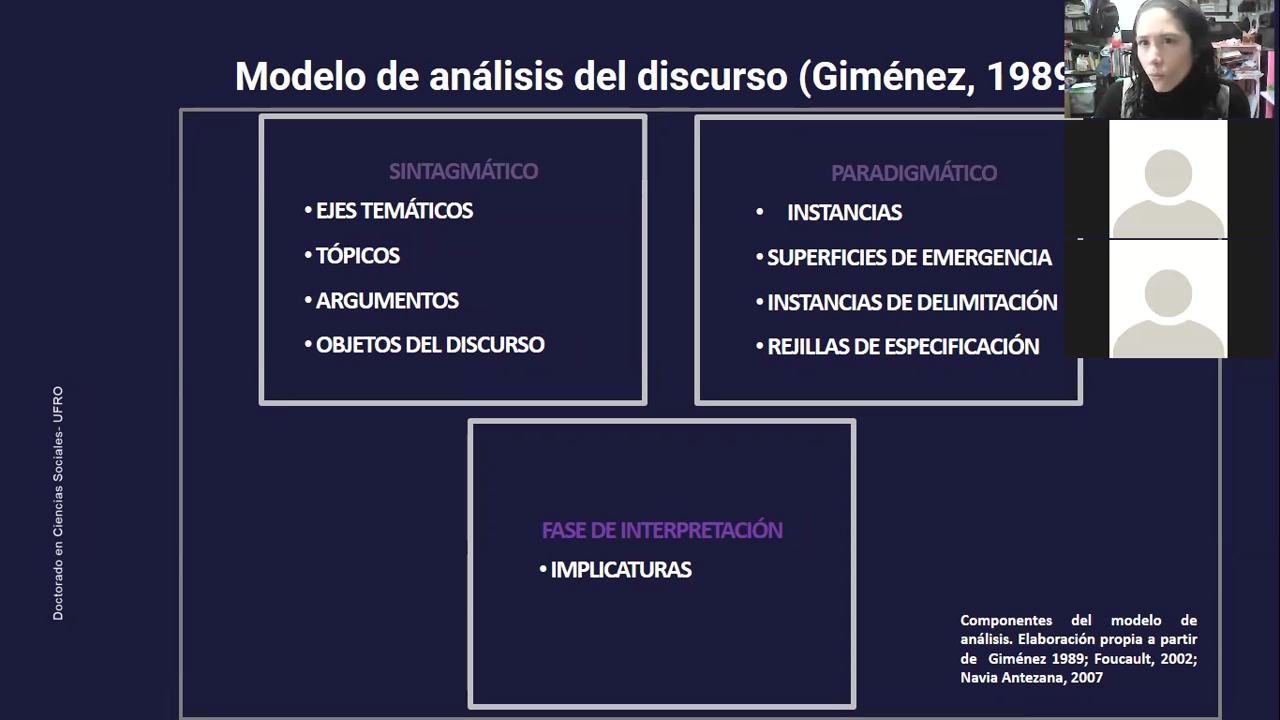 Modelo de análisis del discurso (Giménez, 1989
SINTAGMÁTICO
• EJES TEMÁTICOS
• TÓPICOS
• ARGUMENTOS
• OBJETOS DEL DISCURSO
PARADIGMÁTICO
• INSTANCIAS
• SUPERFICIES DE EMERGENCIA
• INSTANCIAS DE DELIMITACIÓN
• REJILLAS DE ESPECIFICACIÓN
FASE DE INTERPRETACIÓN
• IMPLICATURAS
Doctorado en Ciencias Sociales- UFRO
Componentes del modelo de
análisis. Elaboración propia a partir
de Giménez 1989; Foucault, 2002;
Navia Antezana, 2007